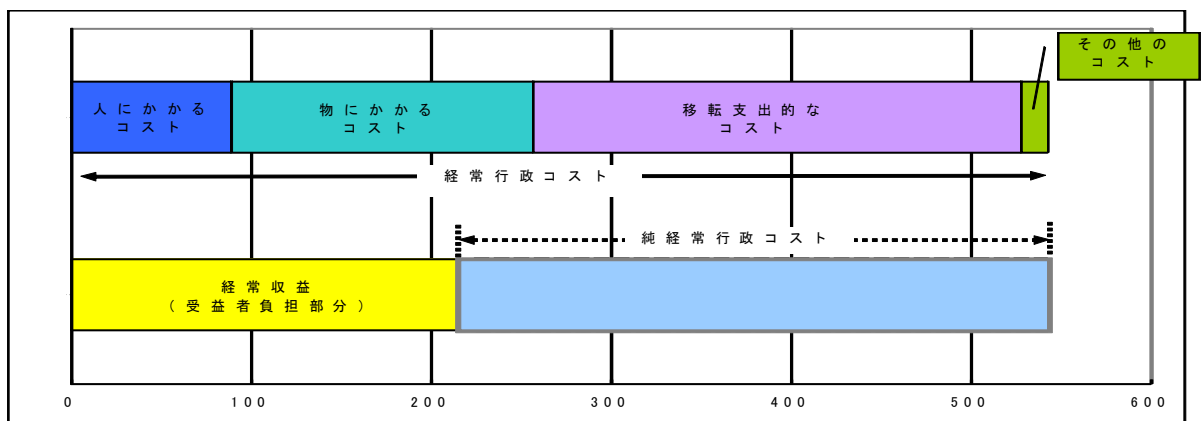 その他の
コスト
人にかかる
コスト
物にかかる
コスト
移転支出的な
コスト
経常行政コスト
純経常行政コスト
経常収益
(受益者負担部分)
0 100 200 300 400 500 600